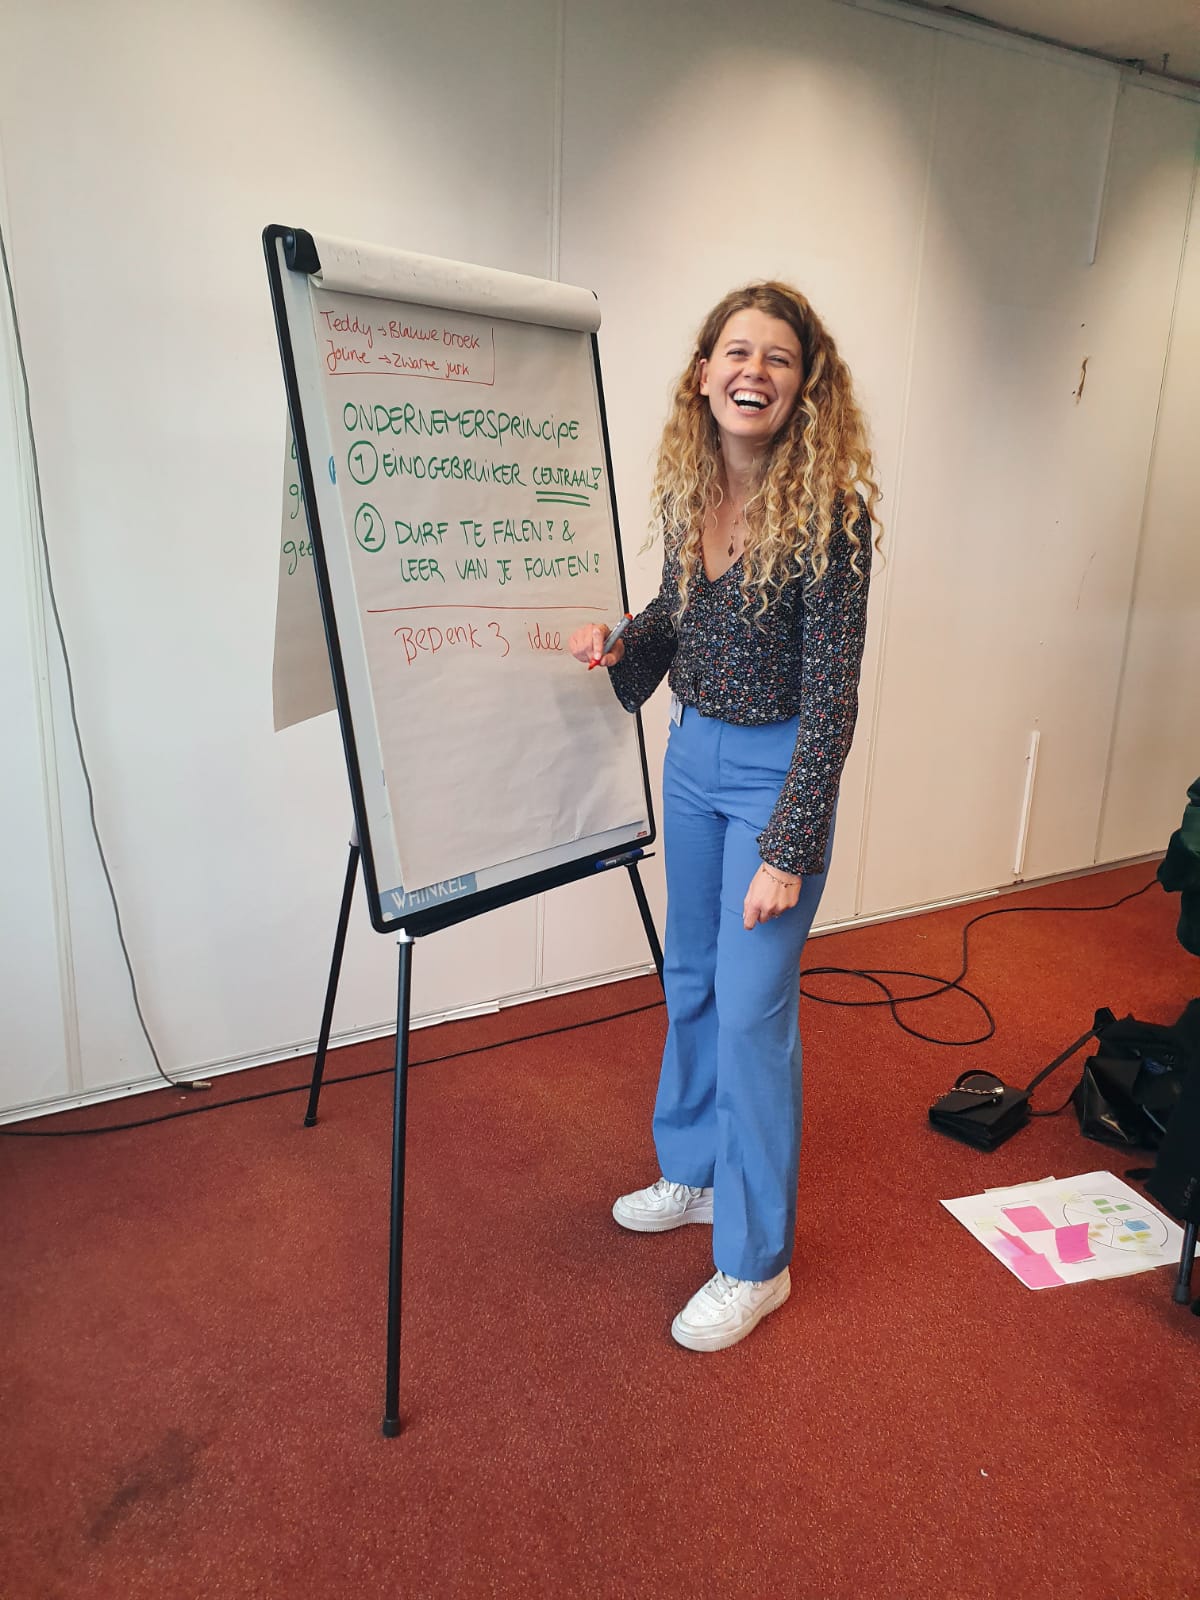 Teddy → Blauwe broek
Joline → Zwarte jurk
ONDERNEMERSPRINCIPE
1 EINDGEBRUIKER CENTRAAL!
2 DURF TE FALEN! &
LEER VAN JE FOUTEN!
BEDENK 3 idee
WHINKEL